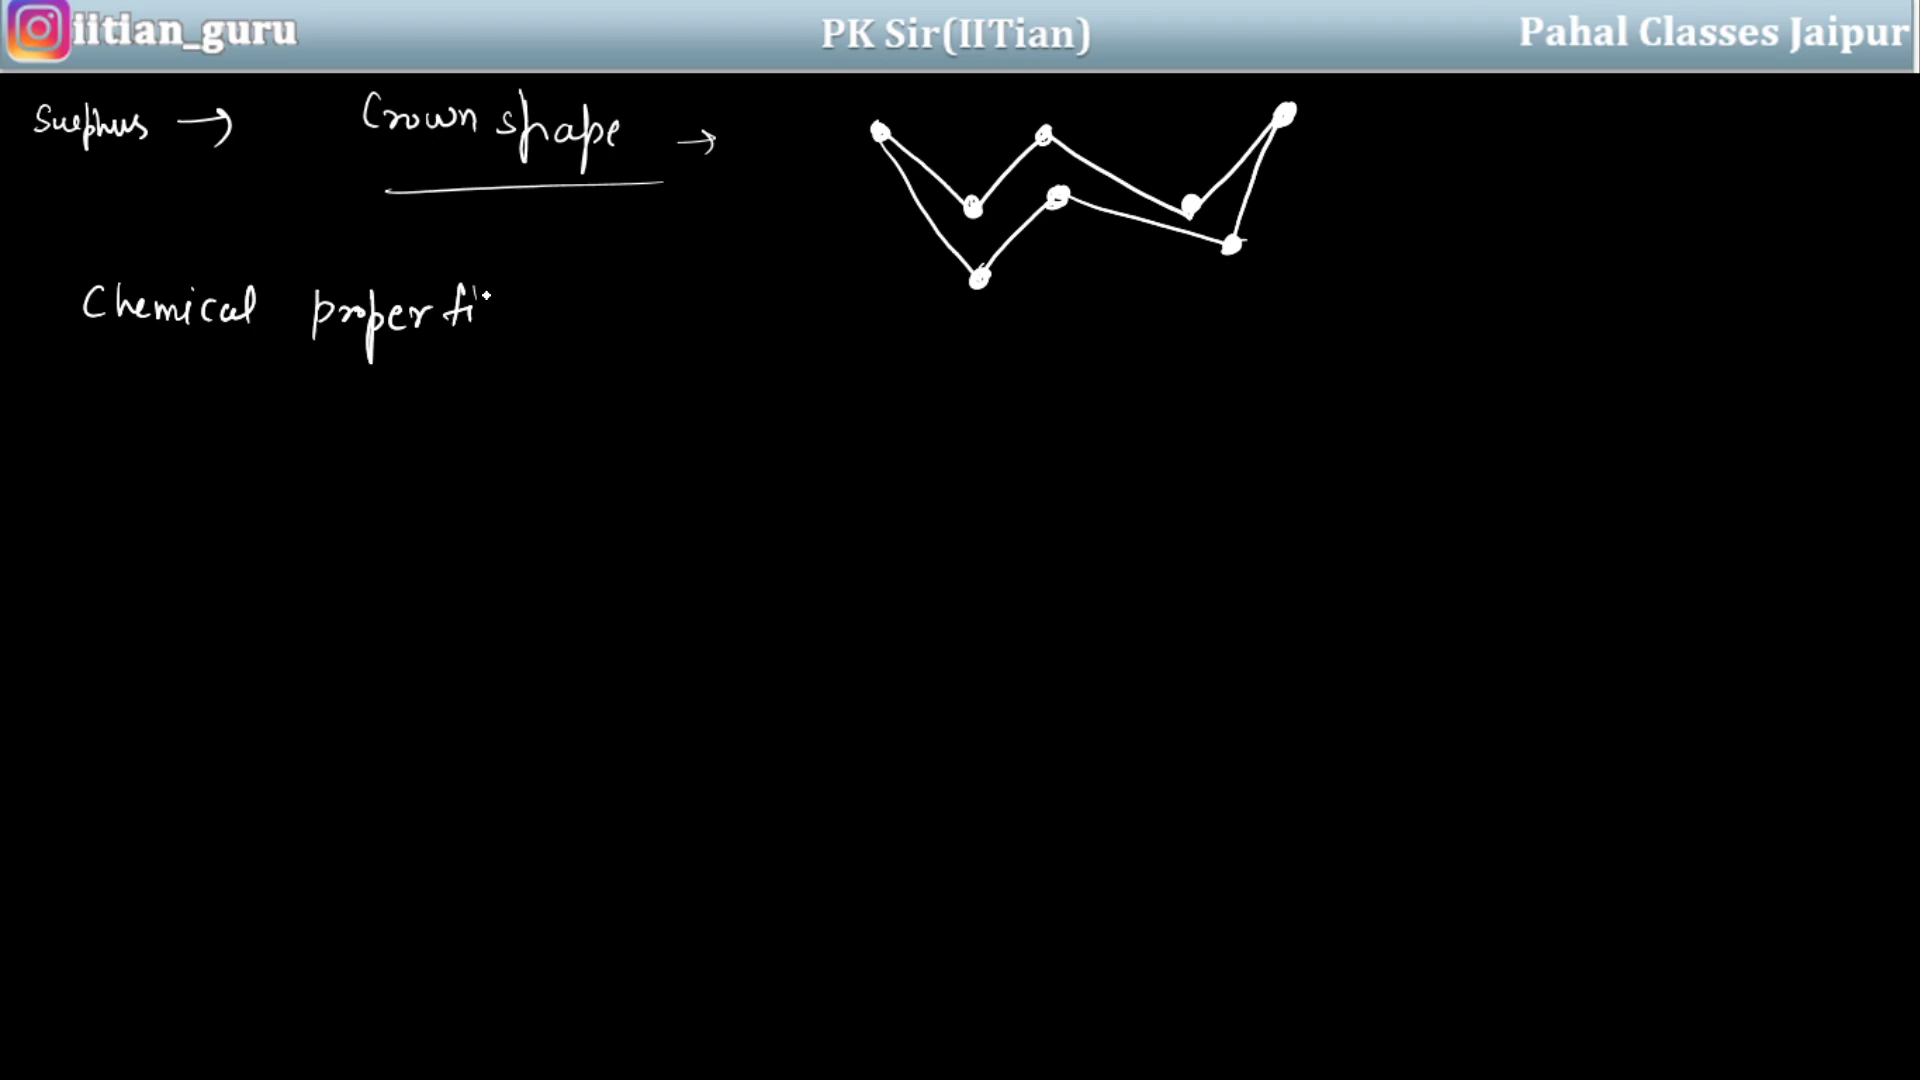 iitian_guru PK Sir(IITian) Pahal Classes Jaipur
Sulphur → Crown shape →
Chemical properti